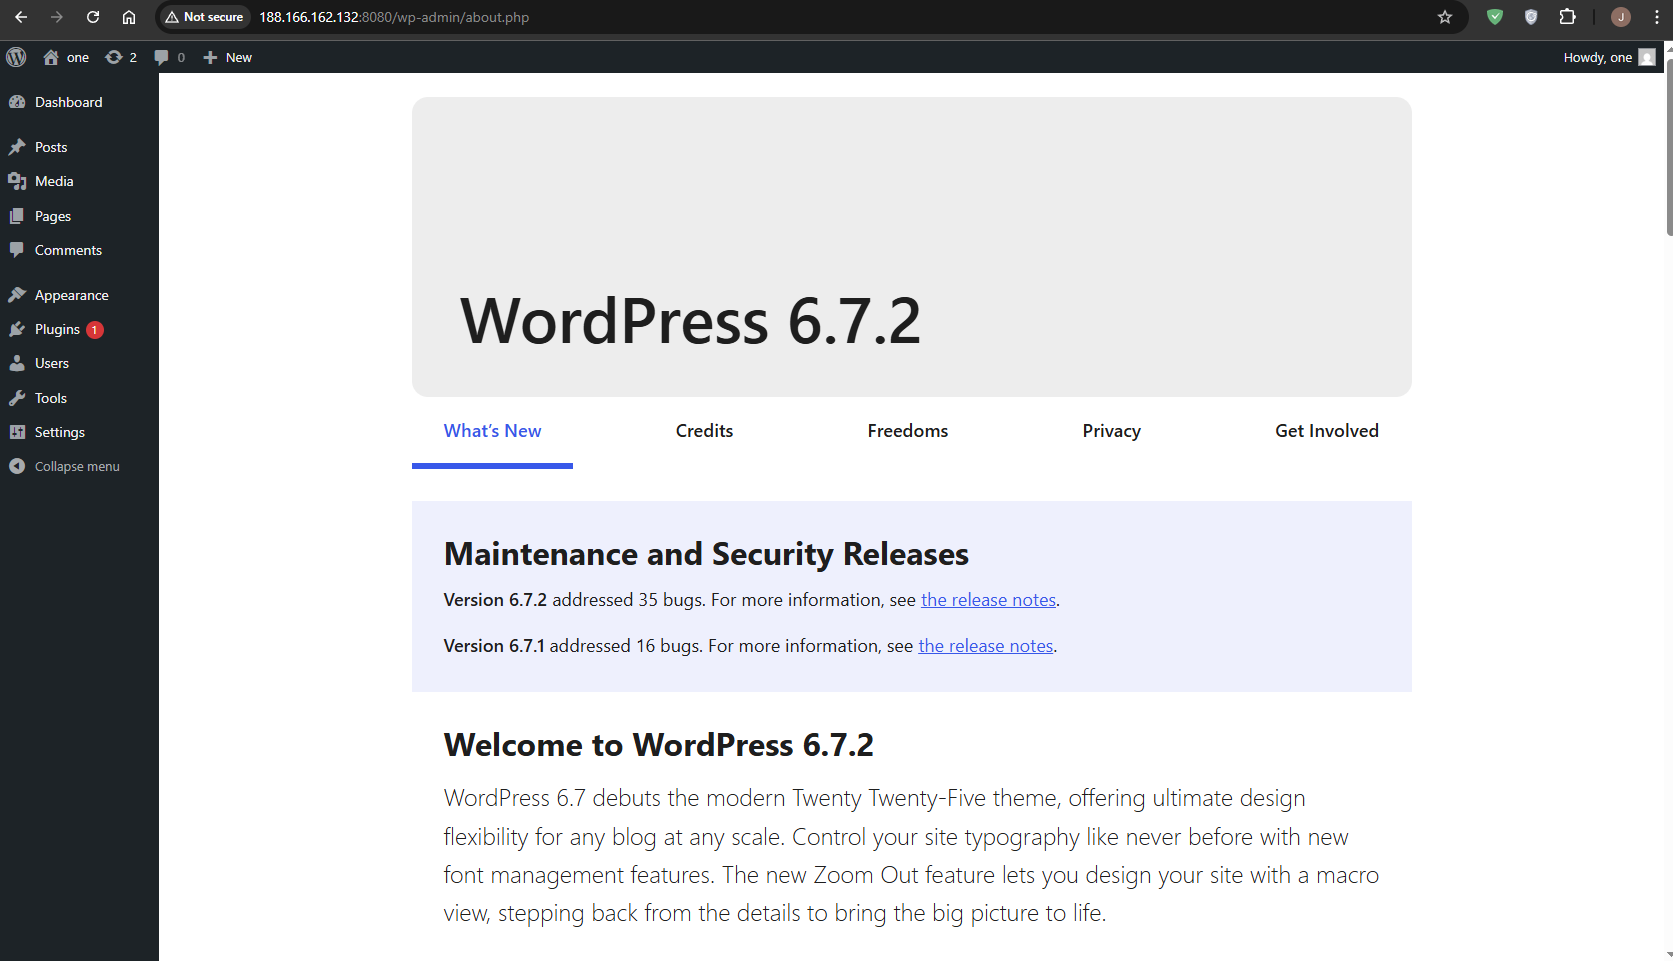 Not secure 188.166.162.132:8080/wp-admin/about.php J
one 2 0 New Howdy, one
Dashboard
Posts
Media
Pages
Comments
Appearance
Plugins 1
Users
Tools
Settings
Collapse menu
WordPress 6.7.2
What's New Credits Freedoms Privacy Get Involved
Maintenance and Security Releases
Version 6.7.2 addressed 35 bugs. For more information, see the release notes.
Version 6.7.1 addressed 16 bugs. For more information, see the release notes.
Welcome to WordPress 6.7.2
WordPress 6.7 debuts the modern Twenty Twenty-Five theme, offering ultimate design
flexibility for any blog at any scale. Control your site typography like never before with new
font management features. The new Zoom Out feature lets you design your site with a macro
view, stepping back from the details to bring the big picture to life.